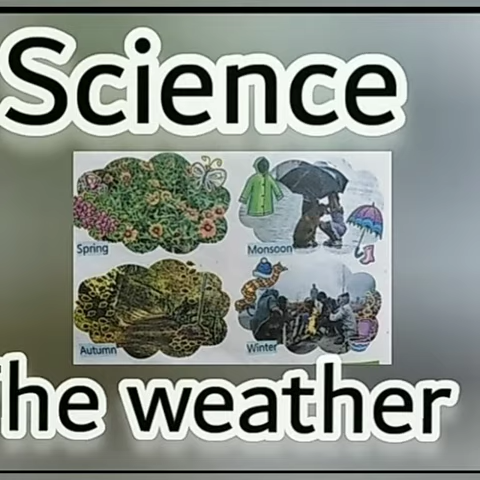 Science
Spring
Monsoon
Autumn
Winter
he weather